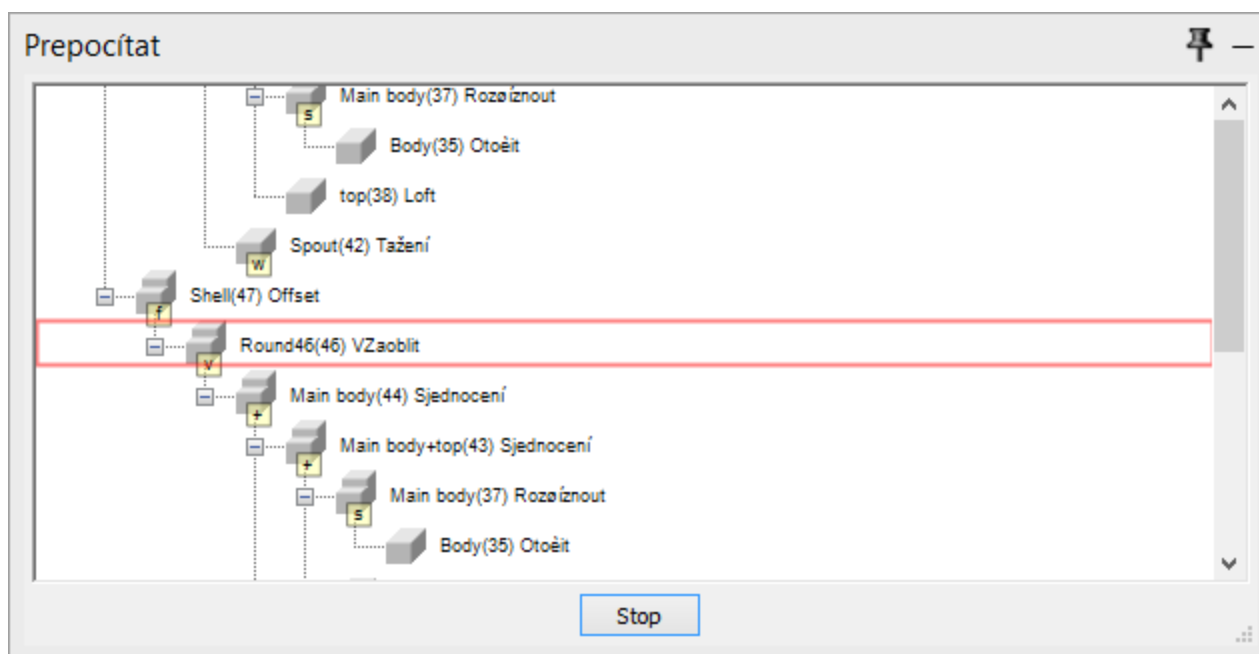 Prepocítat
Main body(37) Rozøíznout
s
Body(35) Otoèit
top(38) Loft
Spout(42) Tažení
w
Shell(47) Offset
f
Round46(46) VZaoblit
v
Main body(44) Sjednocení
+
Main body+top(43) Sjednocení
+
Main body(37) Rozøíznout
s
Body(35) Otoèit
Stop